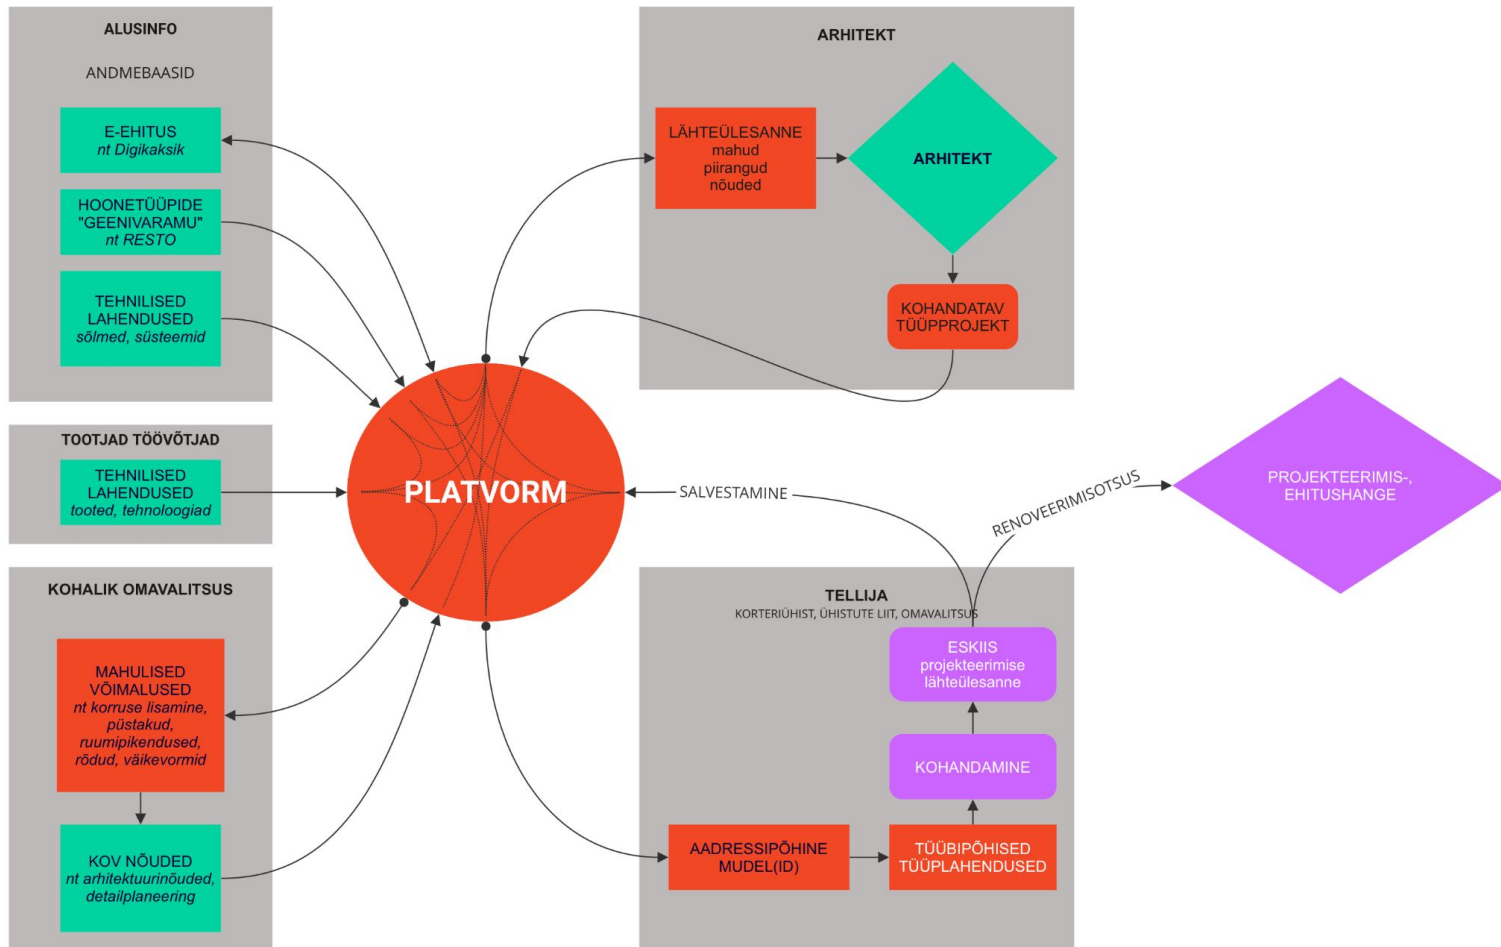 ALUSINFO
ANDMEBAASID
E-EHITUS
nt Digikaksik
HOONETÜÜPIDE
"GEENIVARAMU"
nt RESTO
TEHNILISED
LAHENDUSED
sõlmed, süsteemid
TOOTJAD TÖÖVÕTJAD
TEHNILISED
LAHENDUSED
tooted, tehnoloogiad
KOHALIK OMAVALITSUS
MAHULISED
VÕIMALUSED
nt korruse lisamine,
püstakud,
ruumipikendused,
rõdud, väikevormid
KOV NÕUDED
nt arhitektuurinõuded,
detailplaneering
PLATVORM
ARHITEKT
LÄHTEÜLESANNE
mahud
piirangud
nõuded
ARHITEKT
KOHANDATAV
TÜÜPPROJEKT
SALVESTAMINE
RENOVEERIMISOTSUS
PROJEKTEERIMIS-,
EHITUSHANGE
TELLIJA
KORTERIÜHIST, ÜHISTUTE LIIT, OMAVALITSUS
ESKIIS
projekteerimise
lähteülesanne
KOHANDAMINE
AADRESSIPÕHINE
MUDEL(ID)
TÜÜBIPÕHISED
TÜÜPLAHENDUSED